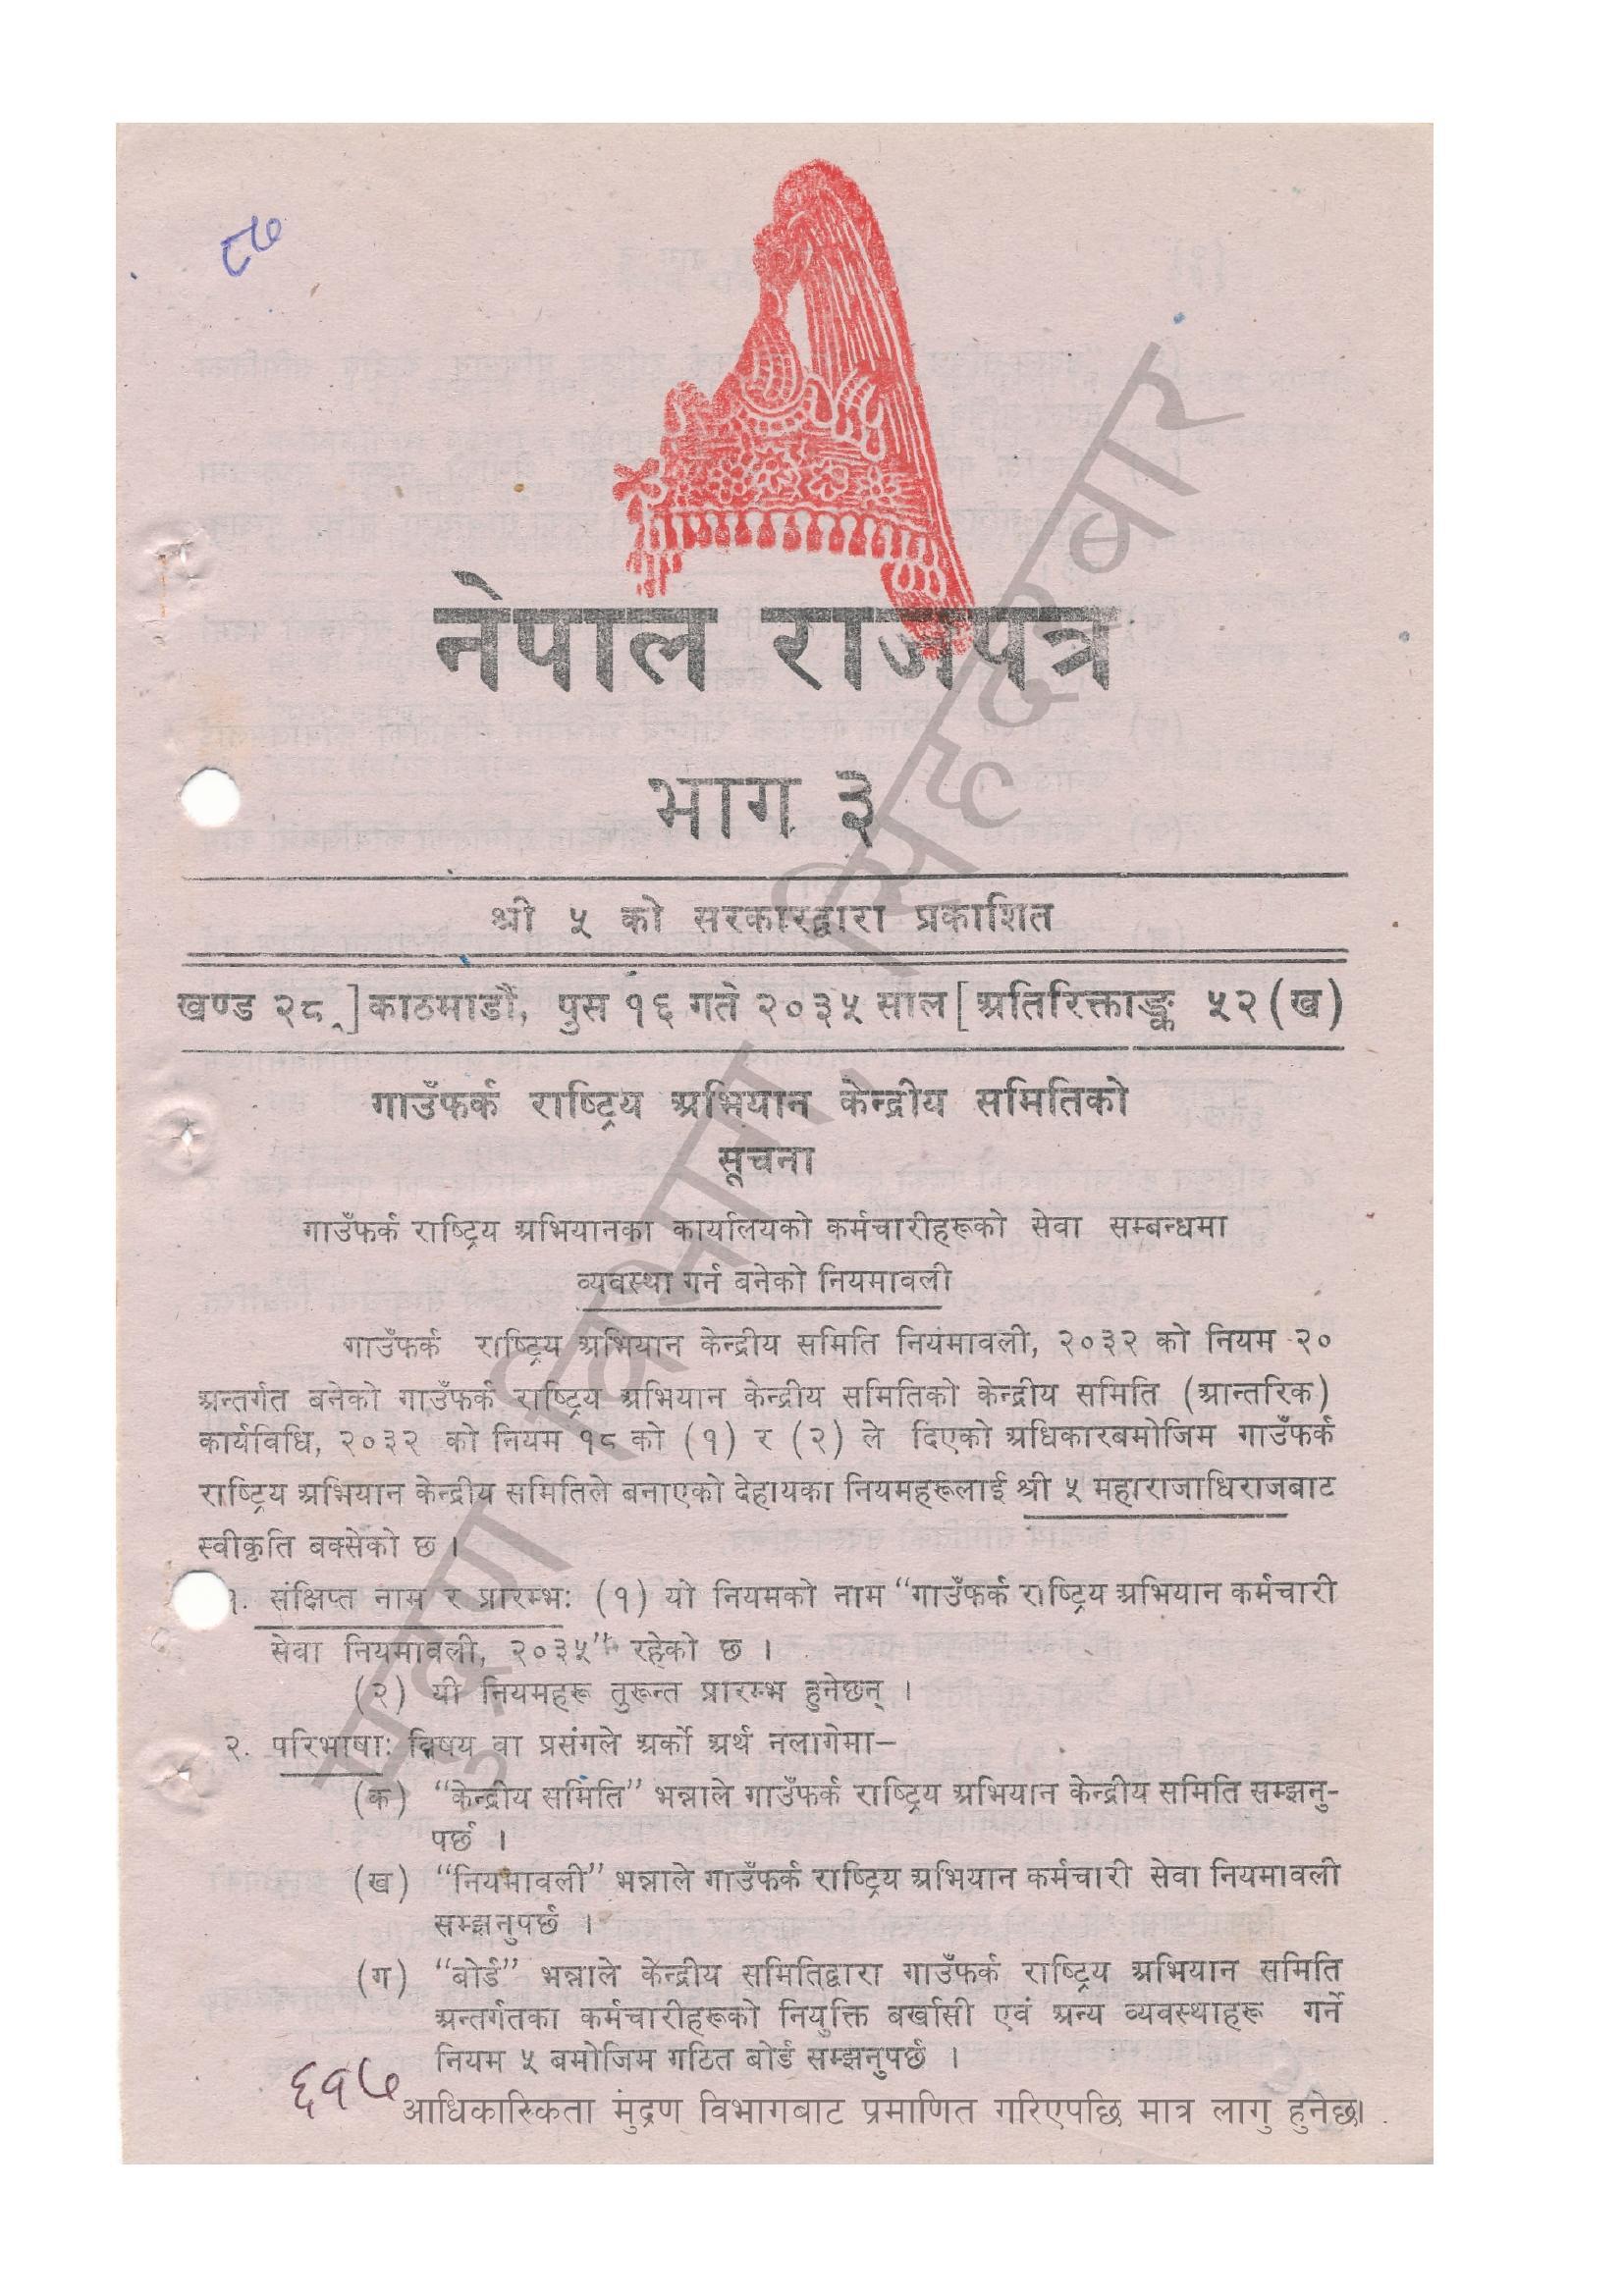 ८७
नेपाल राजपत्र
भाग ३
श्री ५ को सरकारद्वारा प्रकाशित
खण्ड २८] काठमाडौं, पुस १६ गते २०३५ साल [अतिरिक्ताङ्क ५२ (ख)
गाउँफर्क राष्ट्रिय अभियान केन्द्रीय समितिको
सूचना
गाउँफर्क राष्ट्रिय अभियानका कार्यालयको कर्मचारीहरूको सेवा सम्बन्धमा
व्यवस्था गर्न बनेको नियमावली
गाउँफर्क राष्ट्रिय अभियान केन्द्रीय समिति नियमावली, २०३२ को नियम २०
अन्तर्गत बनेको गाउँफर्क राष्ट्रिय अभियान केन्द्रीय समितिको केन्द्रीय समिति (आन्तरिक)
कार्यविधि, २०३२ को नियम १८ को (१) र (२) ले दिएको अधिकारबमोजिम गाउँफर्क
राष्ट्रिय अभियान केन्द्रीय समितिले बनाएको देहायका नियमहरूलाई श्री ५ महाराजाधिराजबाट
स्वीकृति बक्सेको छ ।
१. संक्षिप्त नाम र प्रारम्भ: (१) यो नियमको नाम “गाउँफर्क राष्ट्रिय अभियान कर्मचारी
सेवा नियमावली, २०३५” रहेको छ ।
(२) यी नियमहरू तुरून्त प्रारम्भ हुनेछन् ।
२. परिभाषा: विषय वा प्रसंगले अर्को अर्थ नलागेमा–
(क) “केन्द्रीय समिति” भन्नाले गाउँफर्क राष्ट्रिय अभियान केन्द्रीय समिति सम्झनु-
पर्छ ।
(ख) “नियमावली” भन्नाले गाउँफर्क राष्ट्रिय अभियान कर्मचारी सेवा नियमावली
सम्झनुपर्छ ।
(ग) “बोर्ड” भन्नाले केन्द्रीय समितिद्वारा गाउँफर्क राष्ट्रिय अभियान समिति
अन्तर्गतका कर्मचारीहरूको नियुक्ति बर्खासी एवं अन्य व्यवस्थाहरू गर्ने
नियम ५ बमोजिम गठित बोर्ड सम्झनुपर्छ ।
६१७
आधिकारिकता मुद्रण विभागबाट प्रमाणित गरिएपछि मात्र लागु हुनेछ।
मुद्रण विभाग, सिंहदरबार